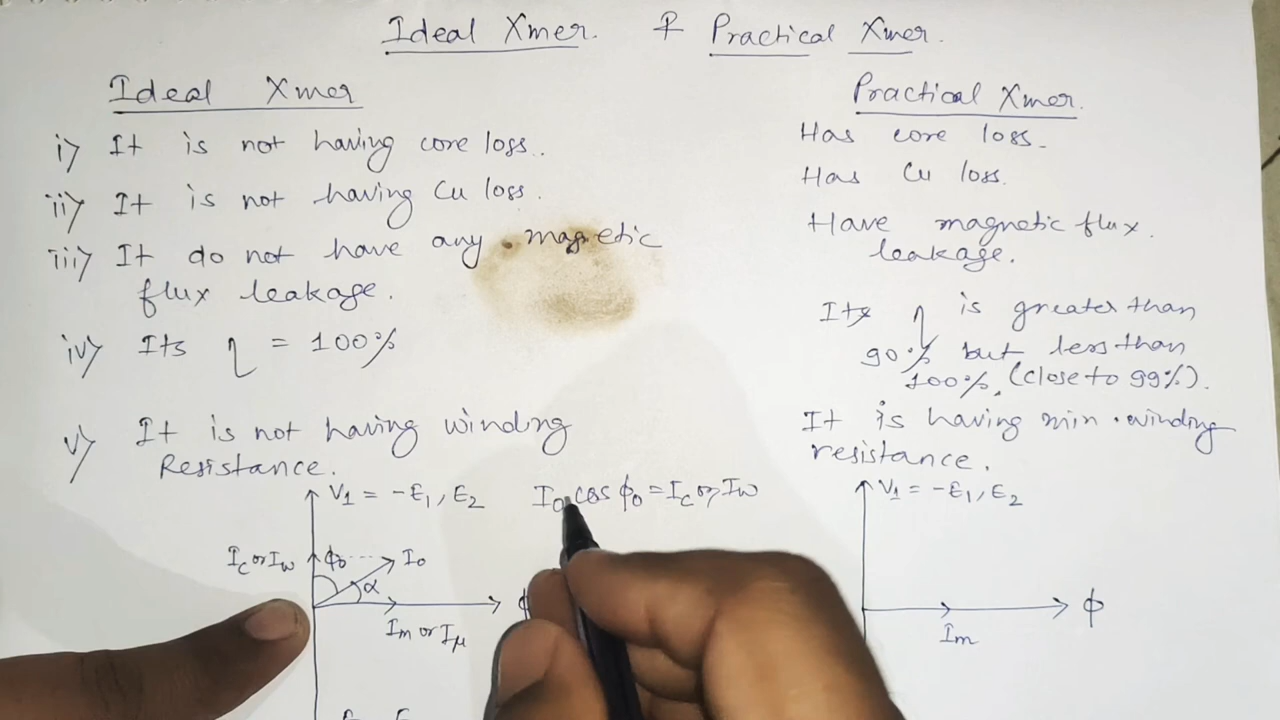 Ideal Xmer. & Practical Xmer.
Ideal Xmer
i) It is not having core loss.
ii) It is not having Cu loss.
iii) It do not have any magnetic
flux leakage.
iv) Its η = 100%
v) It is not having winding
Resistance.
V1 = -E1, E2
Ic or Iw
ϕ0
I0
α
Im or Iμ
I0 cos ϕ0 = Ic or Iw
Practical Xmer.
Has core loss.
Has Cu loss.
Have magnetic flux.
leakage.
Its η is greater than
90% but less than
100%. (close to 99%).
It is having min. winding
resistance.
V1 = -E1, E2
ϕ
Im